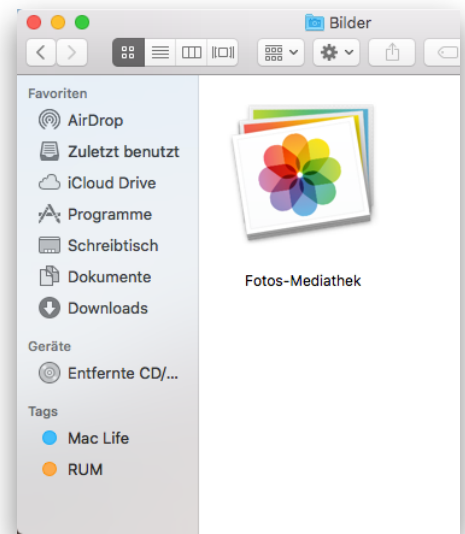 Bilder
Favoriten
AirDrop
Zuletzt benutzt
iCloud Drive
Programme
Schreibtisch
Dokumente
Downloads
Geräte
Entfernte CD/...
Tags
Mac Life
RUM
Fotos-Mediathek